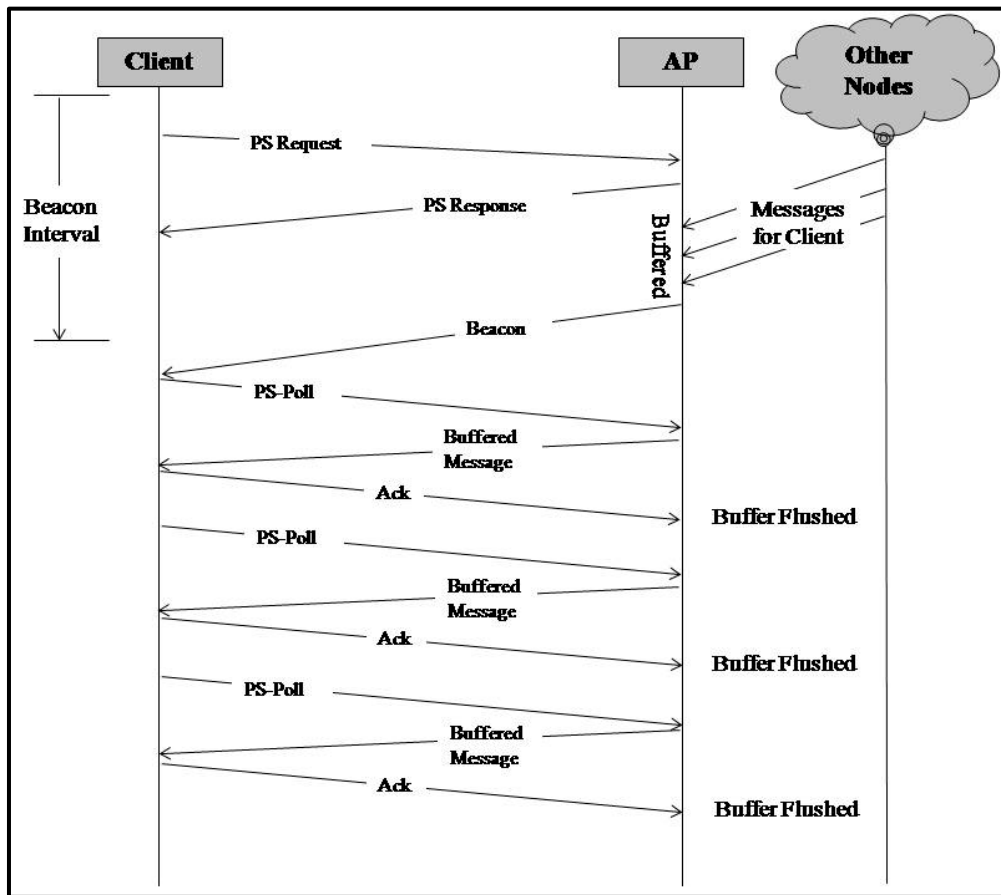 Client
AP
Other
Nodes
PS Request
PS Response
Beacon
Interval
Buffered
Messages
for Client
Beacon
PS-Poll
Buffered
Message
Ack
Buffer Flushed
PS-Poll
Buffered
Message
Ack
Buffer Flushed
PS-Poll
Buffered
Message
Ack
Buffer Flushed